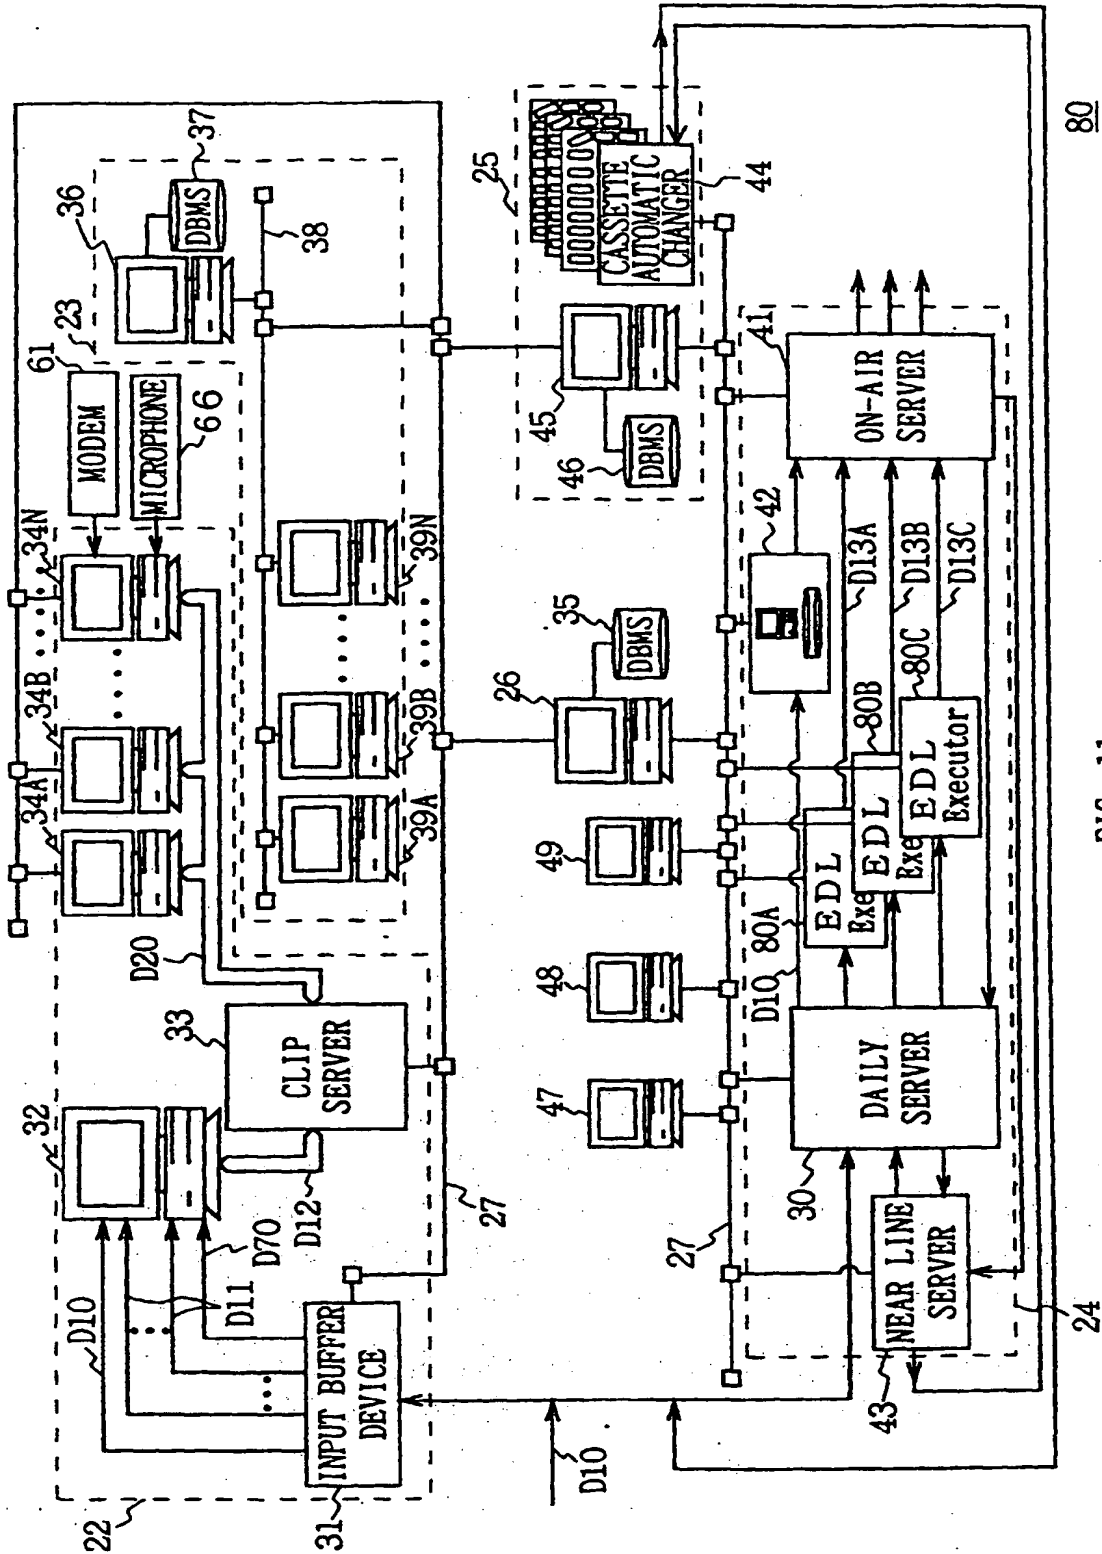 22
D10
D11
D70
32
D12
31
INPUT BUFFER
DEVICE
33
CLIP
SERVER
D20
34A
34B
34N
MODEM
61
MICROPHONE
66
23
36
DBMS
37
38
39A
39B
39N
27
D10
47
48
49
26
DBMS
35
25
45
46
DBMS
CASSETTE
AUTOMATIC
CHANGER
44
27
30
DAILY
SERVER
43
NEAR LINE
SERVER
24
D10
80A
EDL
Exe
80B
EDL
Exe
80C
EDL
Executor
42
D13A
D13B
D13C
41
ON-AIR
SERVER
80